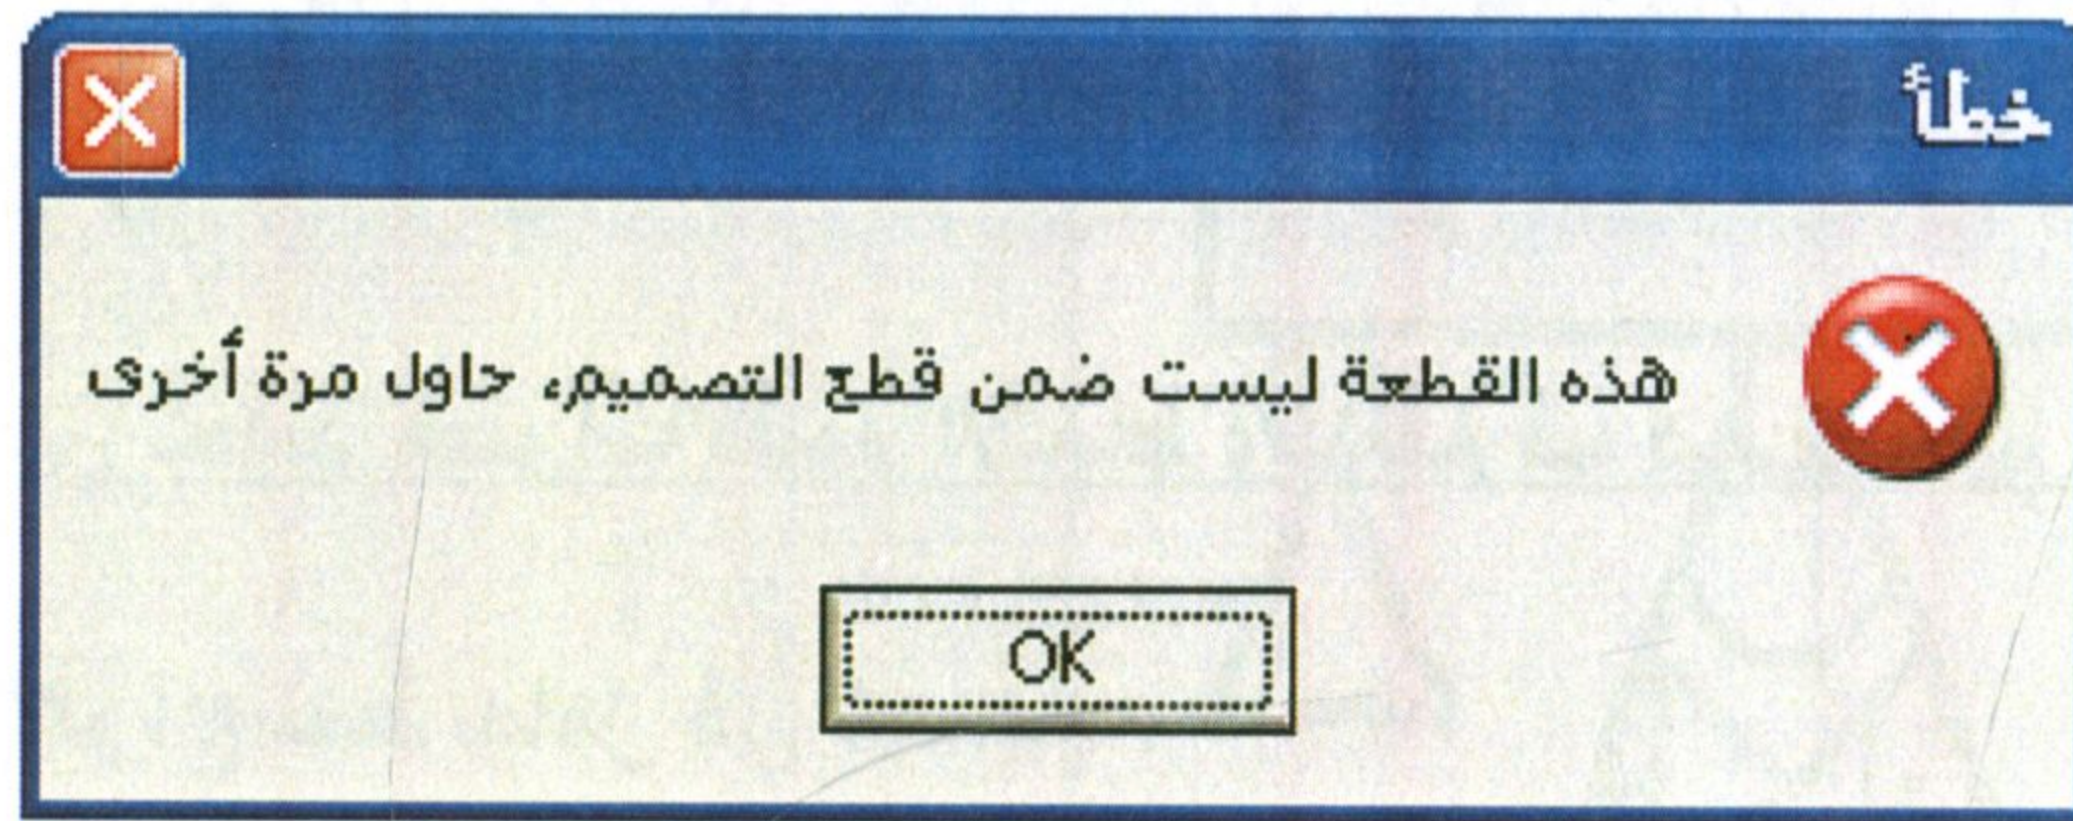 خطأ
هذه القطعة ليست ضمن قطع التصميم، حاول مرة أخرى
OK